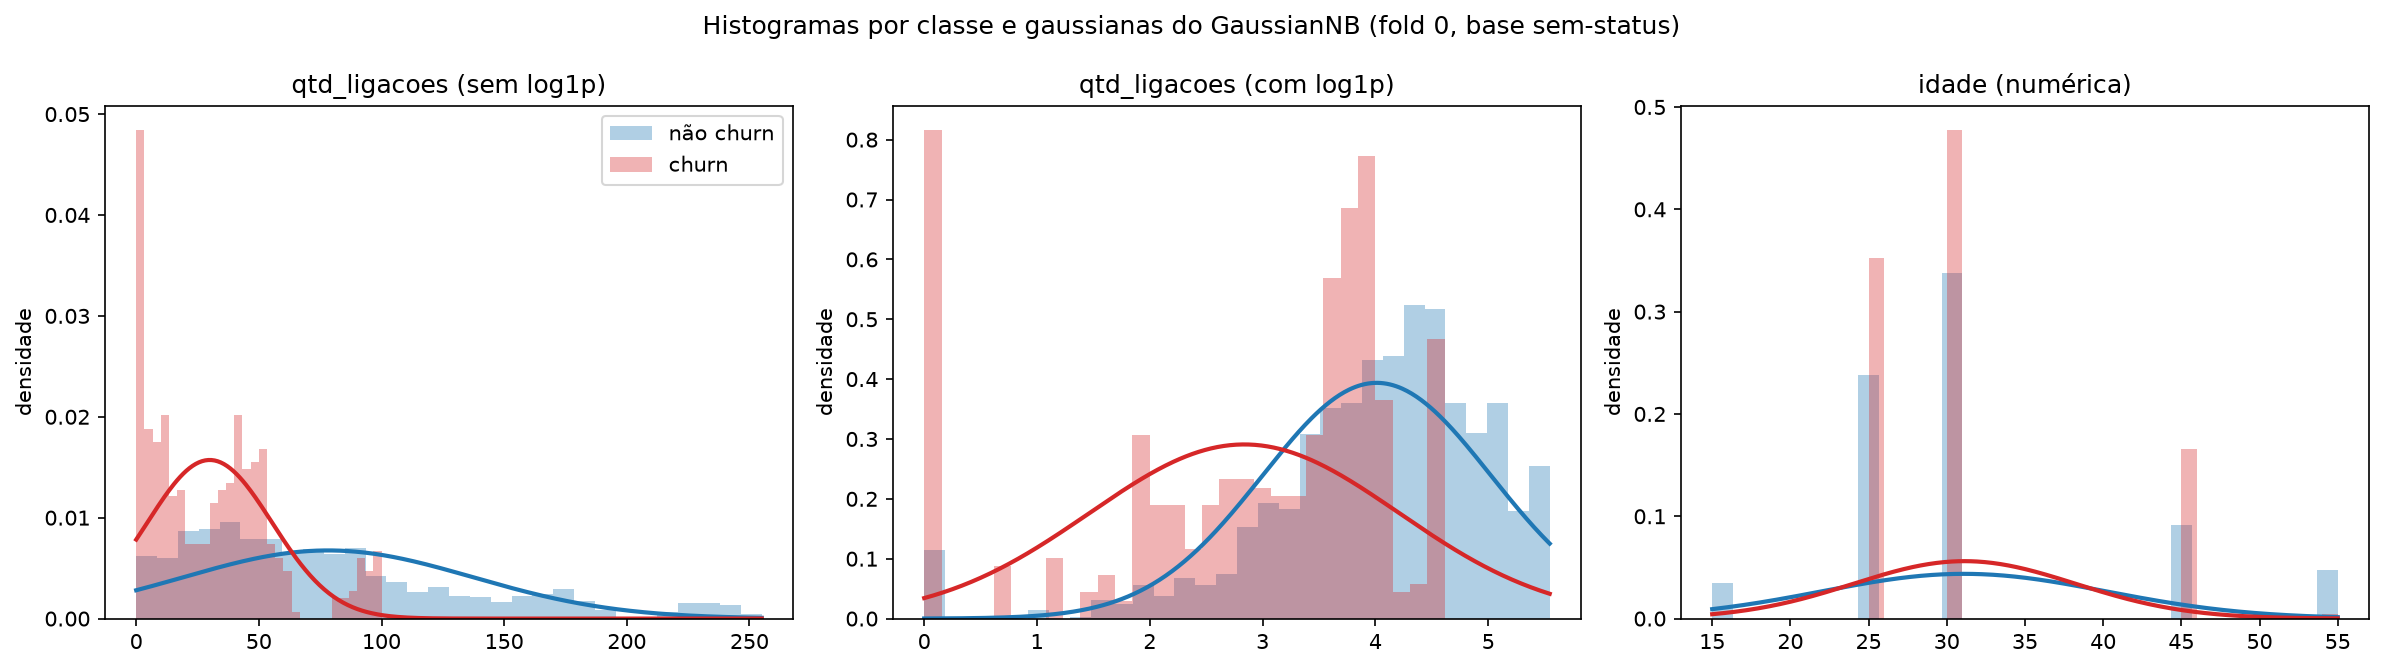 Histogramas por classe e gaussianas do GaussianNB (fold 0, base sem-status)
qtd_ligacoes (sem log1p)
densidade
0.05
0.04
0.03
0.02
0.01
0.00
não churn
churn
0 50 100 150 200 250
qtd_ligacoes (com log1p)
densidade
0.8
0.7
0.6
0.5
0.4
0.3
0.2
0.1
0.0
0 1 2 3 4 5
idade (numérica)
densidade
0.5
0.4
0.3
0.2
0.1
0.0
15 20 25 30 35 40 45 50 55